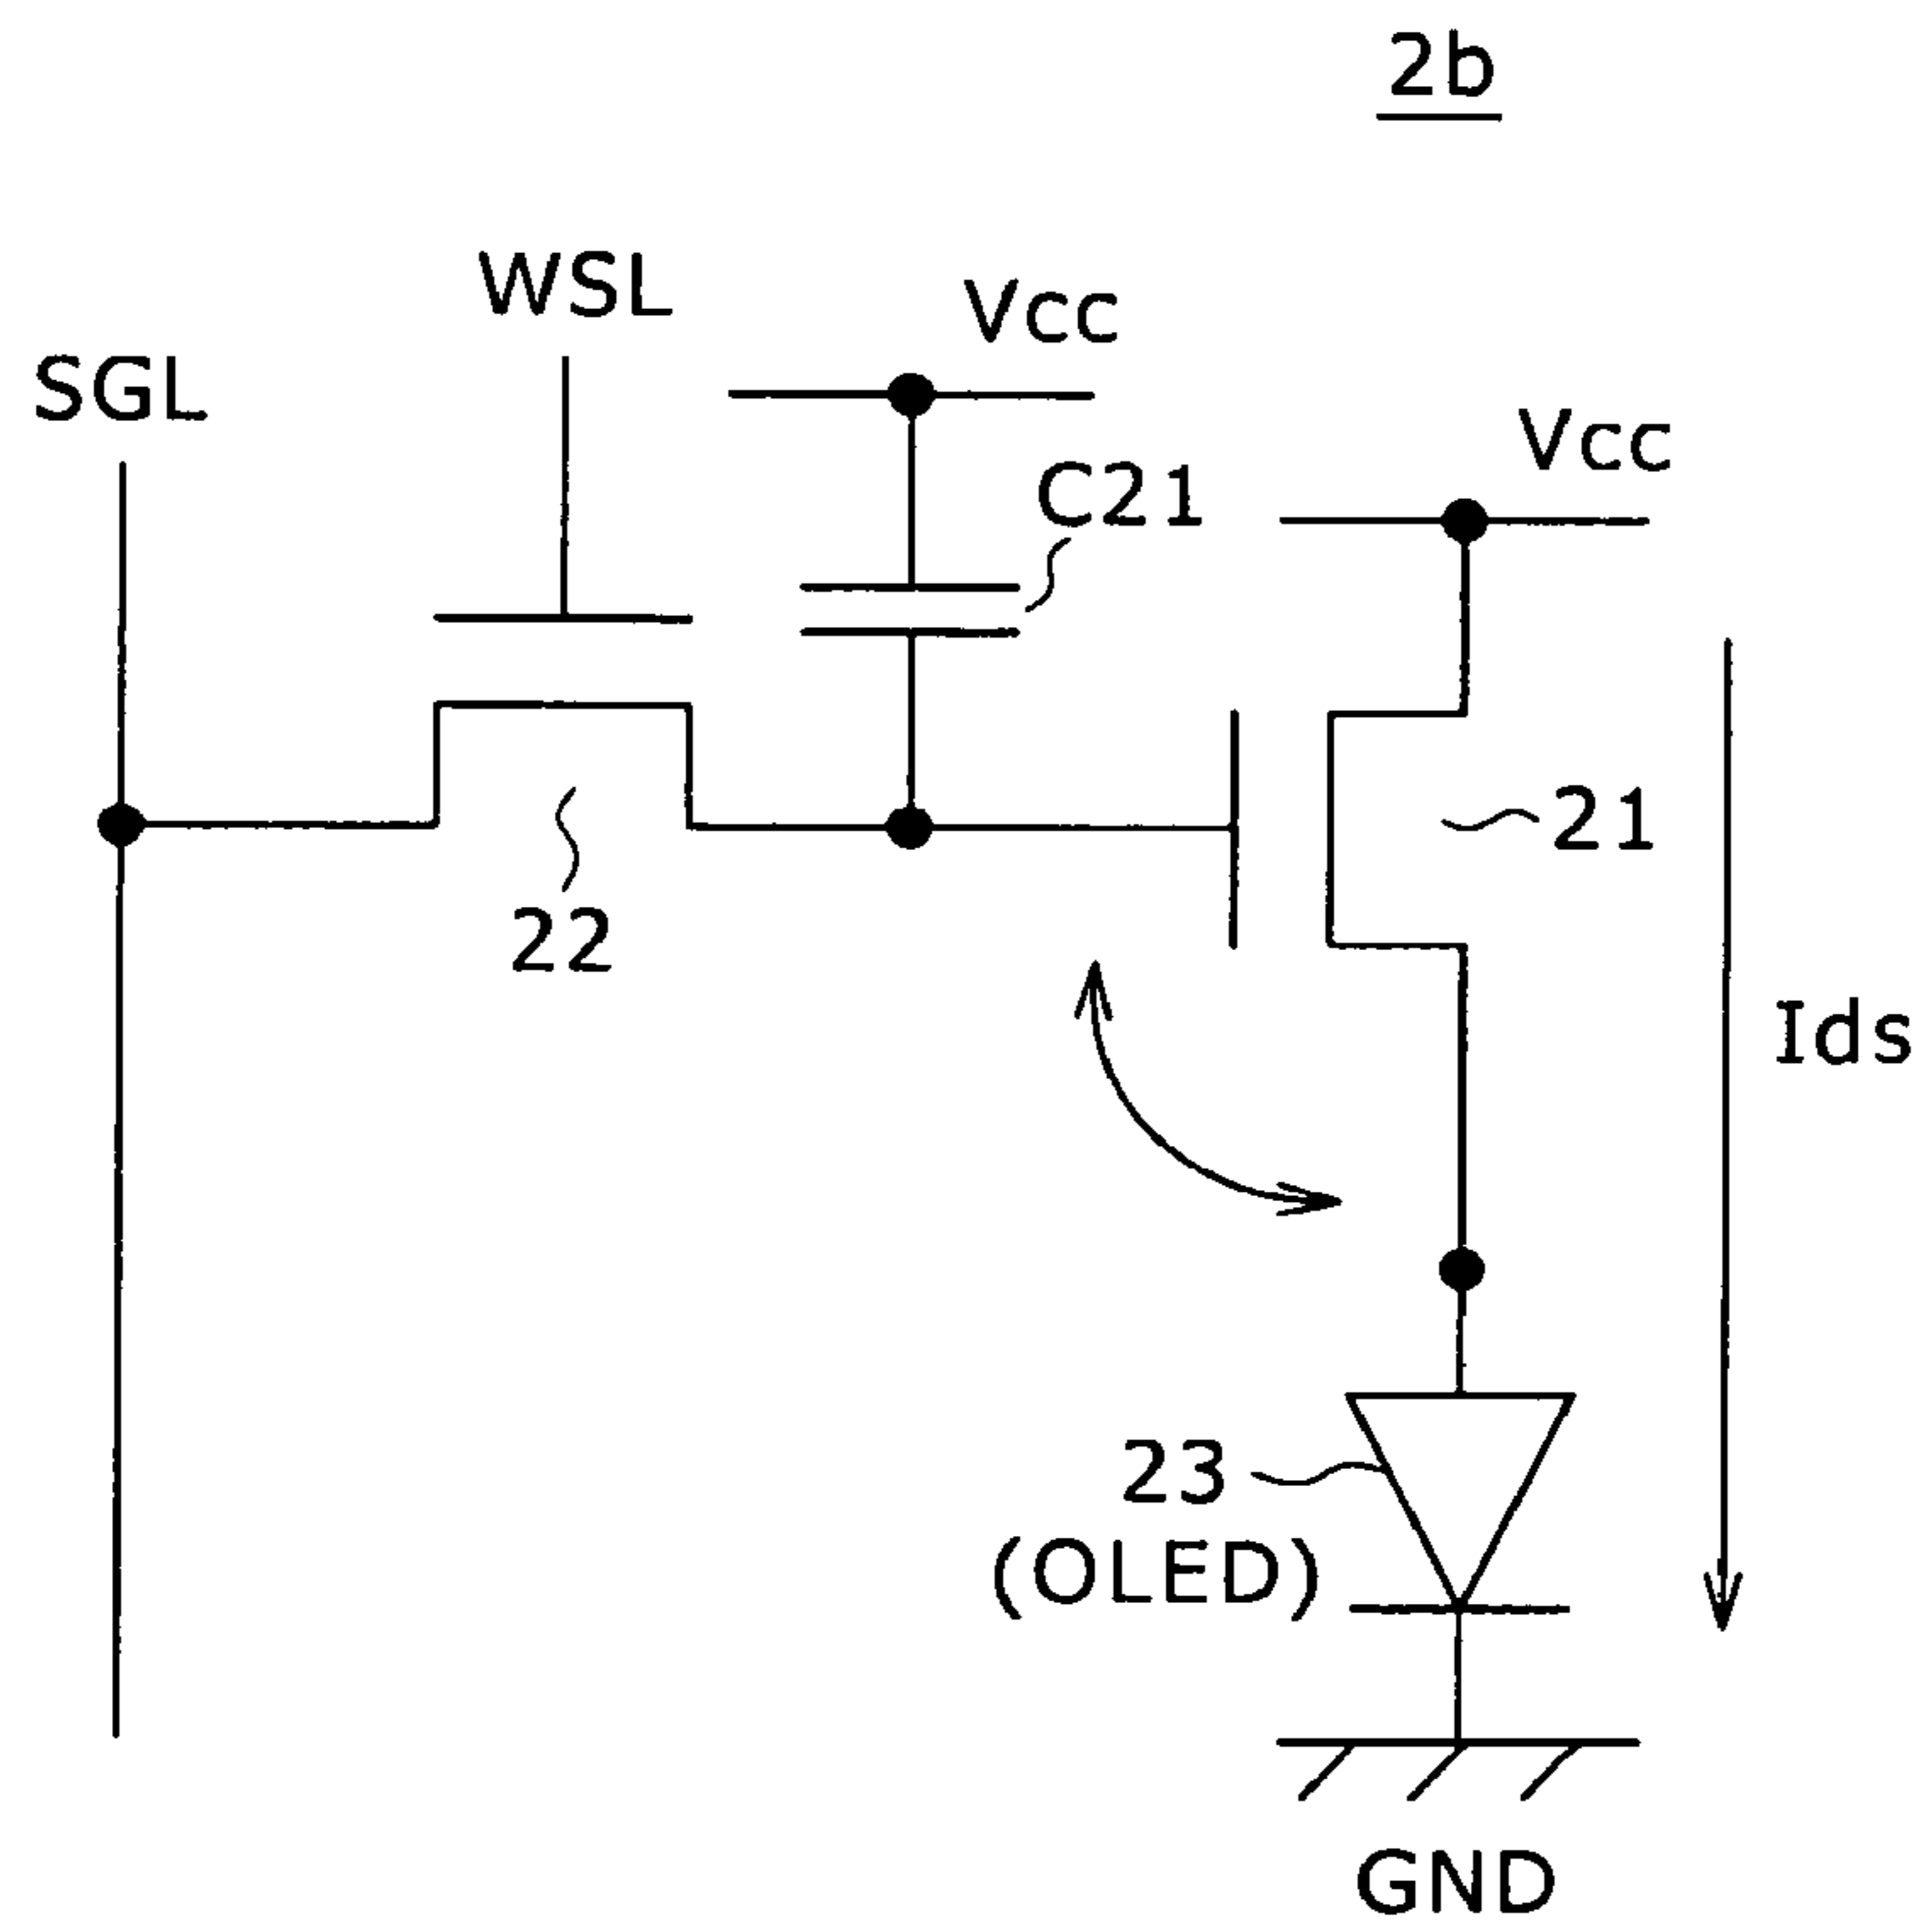 2b
WSL
Vcc
SGL
Vcc
C21
21
22
Ids
23
(OLED)
GND